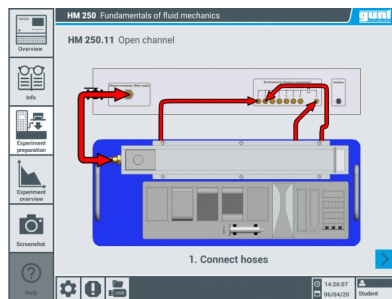 HM 250 Fundamentals of fluid mechanics
gunt
HM 250.11 Open channel
Overview
Info
Experiment
preparation
Experiment
overview
Screenshot
Help
1. Connect hoses
14:26:07
06/04/20
Student